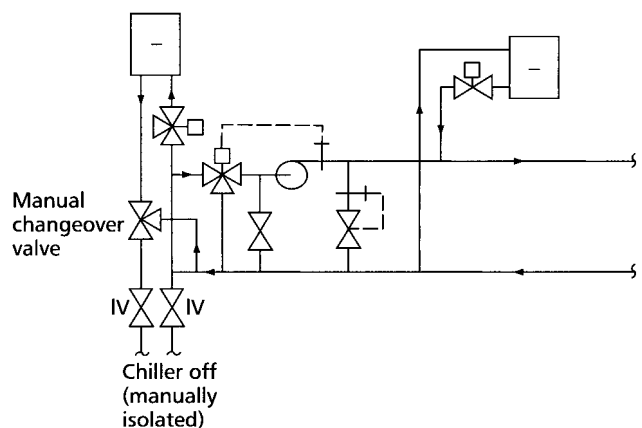 Manual
changeover
valve
IV
IV
Chiller off
(manually
isolated)